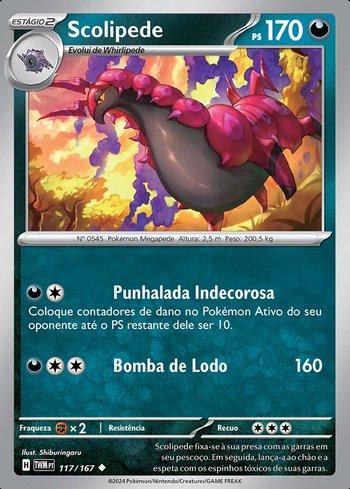 ESTÁGIO 2
Scolipede
PS 170
Evolui de Whirlipede
Nº 0545 Pokémon Megapede Altura: 2,5 m Peso: 200,5 kg
Punhalada Indecorosa
Coloque contadores de dano no Pokémon Ativo do seu
oponente até o PS restante dele ser 10.
Bomba de Lodo 160
Fraqueza x2 Resistência Recuo
Ilust. Shiburingaru
H TWM PT 117/167
Scolipede fixa-se à sua presa com as garras em
seu pescoço. Em seguida, lança-a ao chão e a
espeta com os espinhos tóxicos de suas garras.
©2024 Pokémon/Nintendo/Creatures/GAME FREAK